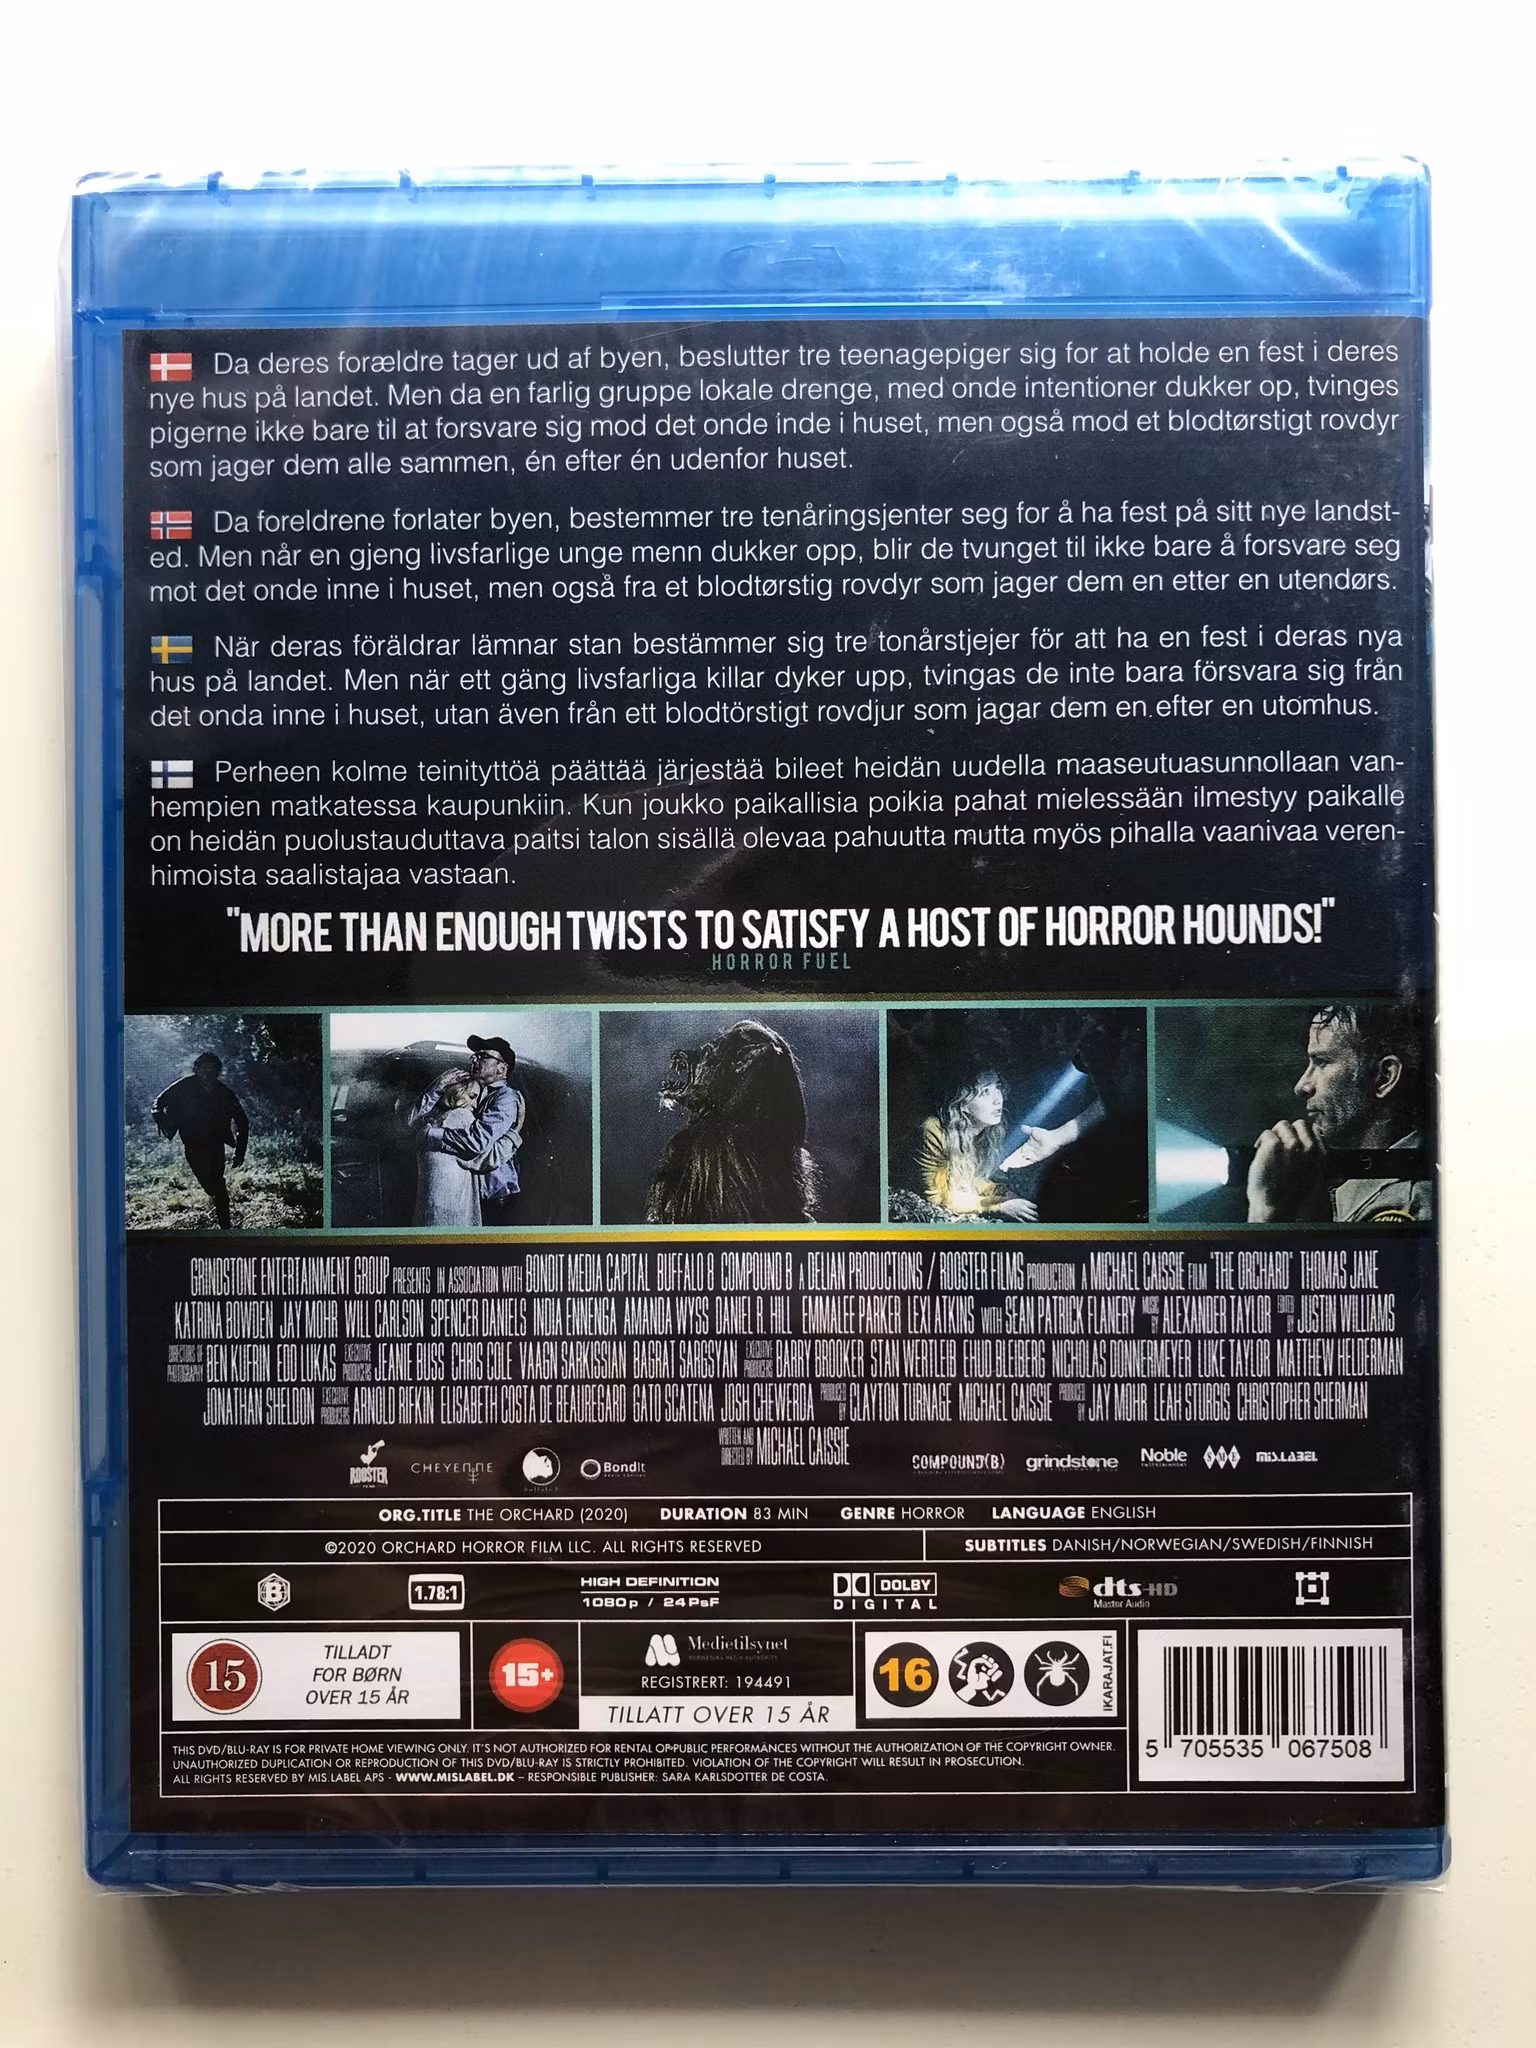 Da deres forældre tager ud af byen, beslutter tre teenagepiger sig for at holde en fest i deres
nye hus på landet. Men da en farlig gruppe lokale drenge, med onde intentioner dukker op, tvinges
pigerne ikke bare til at forsvare sig mod det onde inde i huset, men også mod et blodtørstigt rovdyr
som jager dem alle sammen, én efter én udenfor huset.
Da foreldrene forlater byen, bestemmer tre tenåringsjenter seg for å ha fest på sitt nye landst-
ed. Men når en gjeng livsfarlige unge menn dukker opp, blir de tvunget til ikke bare å forsvare seg
mot det onde inne i huset, men også fra et blodtørstig rovdyr som jager dem en etter en utendørs.
När deras föräldrar lämnar stan bestämmer sig tre tonårstjejer för att ha en fest i deras nya
hus på landet. Men när ett gäng livsfarliga killar dyker upp, tvingas de inte bara försvara sig från
det onda inne i huset, utan även från ett blodtörstigt rovdjur som jagar dem en efter en utomhus.
Perheen kolme teinityttöä päättää järjestää bileet heidän uudella maaseutuasunnollaan van-
hempien matkatessa kaupunkiin. Kun joukko paikallisia poikia pahat mielessään ilmestyy paikalle
on heidän puolustauduttava paitsi talon sisällä olevaa pahuutta mutta myös pihalla vaanivaa veren-
himoista saalistajaa vastaan.
"MORE THAN ENOUGH TWISTS TO SATISFY A HOST OF HORROR HOUNDS!"
HORROR FUEL
GRINDSTONE ENTERTAINMENT GROUP PRESENTS IN ASSOCIATION WITH BONDIT MEDIA CAPITAL BUFFALO 8 COMPOUND B A DELIAN PRODUCTIONS / ROOSTER FILMS PRODUCTION A MICHAEL CAISSIE FILM "THE ORCHARD" THOMAS JANE
KATRINA BOWDEN JAY MOHR WILL CARLSON SPENCER DANIELS INDIA ENNENGA AMANDA WYSS DANIEL R. HILL EMMALEE PARKER LEXI ATKINS WITH SEAN PATRICK FLANERY MUSIC BY ALEXANDER TAYLOR EDITED BY JUSTIN WILLIAMS
DIRECTORS OF PHOTOGRAPHY BEN KUFRIN EDD LUKAS EXECUTIVE PRODUCERS JEANIE BUSS CHRIS COLE VAAGN SARKISSIAN BAGRAT SARGSYAN EXECUTIVE PRODUCERS BARRY BROOKER STAN WERTLIEB EHUD BLEIBERG NICHOLAS DONNERMEYER LUKE TAYLOR MATTHEW HELDERMAN
JONATHAN SHELDON EXECUTIVE PRODUCERS ARNOLD RIFKIN ELISABETH COSTA DE BEAUREGARD GATO SCATENA JOSH CHEWERDA PRODUCED BY CLAYTON TURNAGE MICHAEL CAISSIE PRODUCED BY JAY MOHR LEAH STURGIS CHRISTOPHER SHERMAN
WRITTEN AND DIRECTED BY MICHAEL CAISSIE
ROOSTER CHEYENNE Bondit COMPOUND(B) grindstone Noble SME MIS.LABEL
ORG.TITLE THE ORCHARD (2020) DURATION 83 MIN GENRE HORROR LANGUAGE ENGLISH
©2020 ORCHARD HORROR FILM LLC. ALL RIGHTS RESERVED SUBTITLES DANISH/NORWEGIAN/SWEDISH/FINNISH
B 1.78:1 HIGH DEFINITION
1080p / 24PsF
DOLBY
DIGITAL
dts-HD
Master Audio
15 TILLADT
FOR BØRN
OVER 15 ÅR
15+
Medietilsynet
NORWEGIAN MEDIA AUTHORITY
REGISTRERT: 194491
TILLATT OVER 15 ÅR
16
IKARAJAT.FI
5 705535 067508
THIS DVD/BLU-RAY IS FOR PRIVATE HOME VIEWING ONLY. IT'S NOT AUTHORIZED FOR RENTAL OR PUBLIC PERFORMANCES WITHOUT THE AUTHORIZATION OF THE COPYRIGHT OWNER.
UNAUTHORIZED DUPLICATION OR REPRODUCTION OF THIS DVD/BLU-RAY IS STRICTLY PROHIBITED. VIOLATION OF THE COPYRIGHT WILL RESULT IN PROSECUTION.
ALL RIGHTS RESERVED BY MIS.LABEL APS - WWW.MISLABEL.DK – RESPONSIBLE PUBLISHER: SARA KARLSDOTTER DE COSTA.